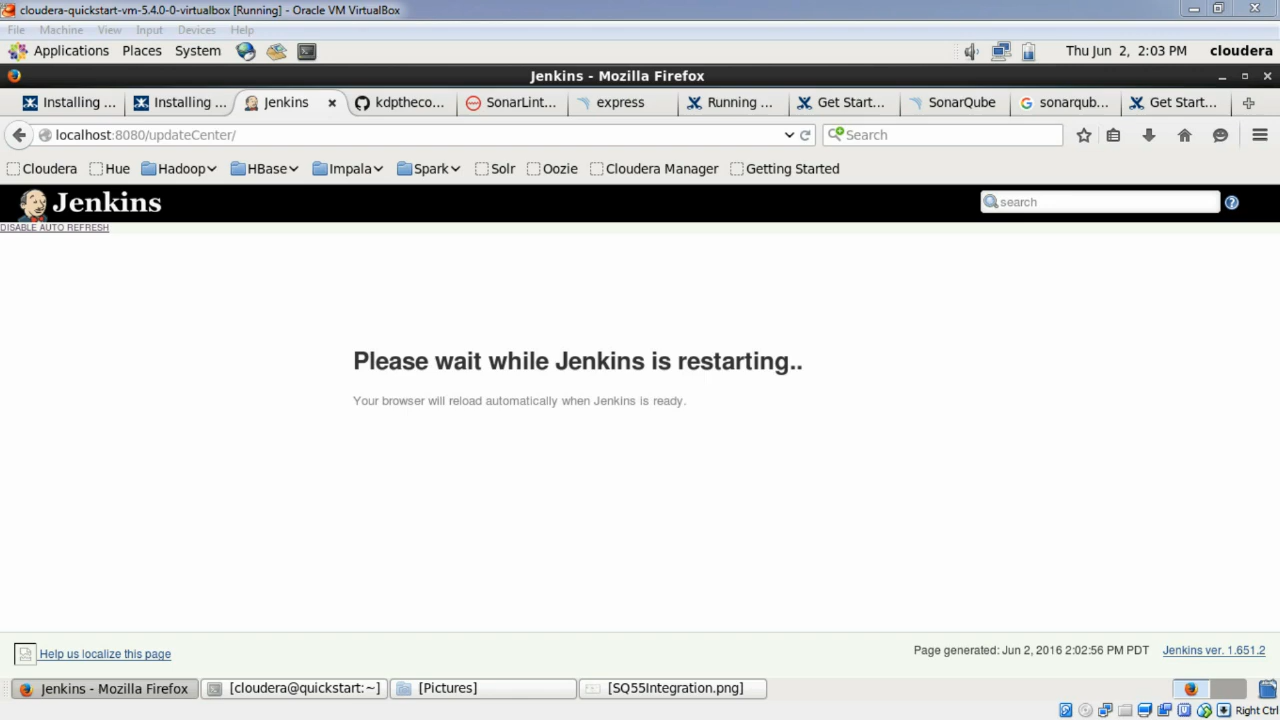 cloudera-quickstart-vm-5.4.0-0-virtualbox [Running] - Oracle VM VirtualBox
File Machine View Input Devices Help
Applications Places System Thu Jun 2, 2:03 PM cloudera
Jenkins - Mozilla Firefox
Installing ... Installing ... Jenkins kdptheco... SonarLint... express Running ... Get Start... SonarQube sonarqub... Get Start...
localhost:8080/updateCenter/ Search
Cloudera Hue Hadoop HBase Impala Spark Solr Oozie Cloudera Manager Getting Started
Jenkins search
DISABLE AUTO REFRESH
Please wait while Jenkins is restarting..
Your browser will reload automatically when Jenkins is ready.
Help us localize this page Page generated: Jun 2, 2016 2:02:56 PM PDT Jenkins ver. 1.651.2
Jenkins - Mozilla Firefox [cloudera@quickstart:~] [Pictures] [SQ55Integration.png]
Right Ctrl